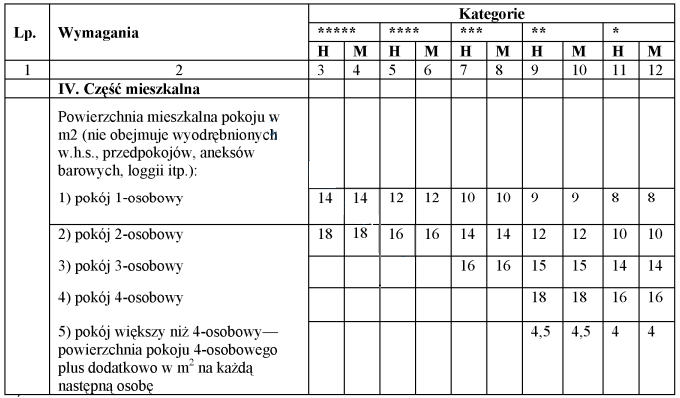 Lp. Wymagania Kategorie
***** **** *** ** *
H M H M H M H M H M
1 2 3 4 5 6 7 8 9 10 11 12
IV. Część mieszkalna
Powierzchnia mieszkalna pokoju w
m2 (nie obejmuje wyodrębnionych
w.h.s., przedpokojów, aneksów
barowych, loggii itp.):
1) pokój 1-osobowy 14 14 12 12 10 10 9 9 8 8
2) pokój 2-osobowy 18 18 16 16 14 14 12 12 10 10
3) pokój 3-osobowy 16 16 15 15 14 14
4) pokój 4-osobowy 18 18 16 16
5) pokój większy niż 4-osobowy— 4,5 4,5 4 4
powierzchnia pokoju 4-osobowego
plus dodatkowo w m² na każdą
następną osobę